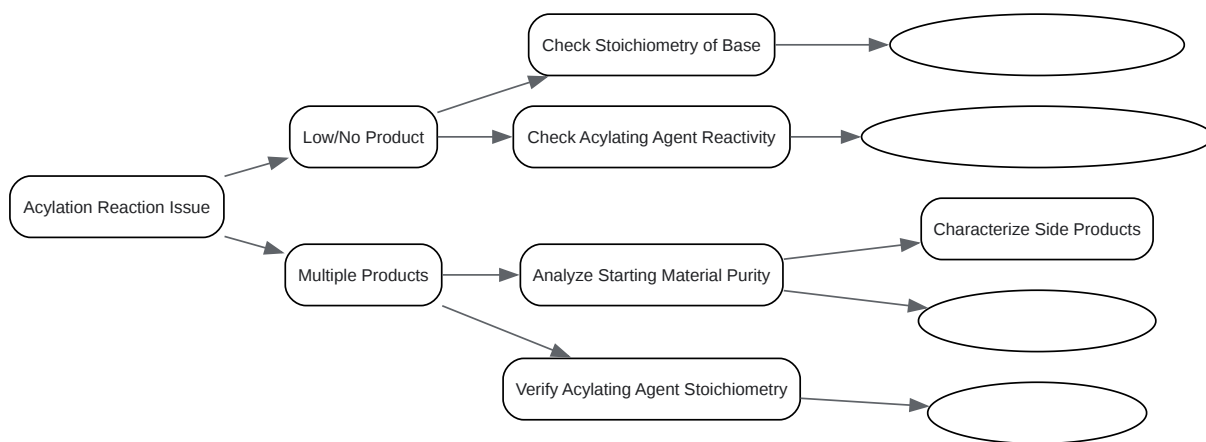 Check Stoichiometry of Base
Low/No Product
Check Acylating Agent Reactivity
Acylation Reaction Issue
Characterize Side Products
Multiple Products
Analyze Starting Material Purity
Verify Acylating Agent Stoichiometry